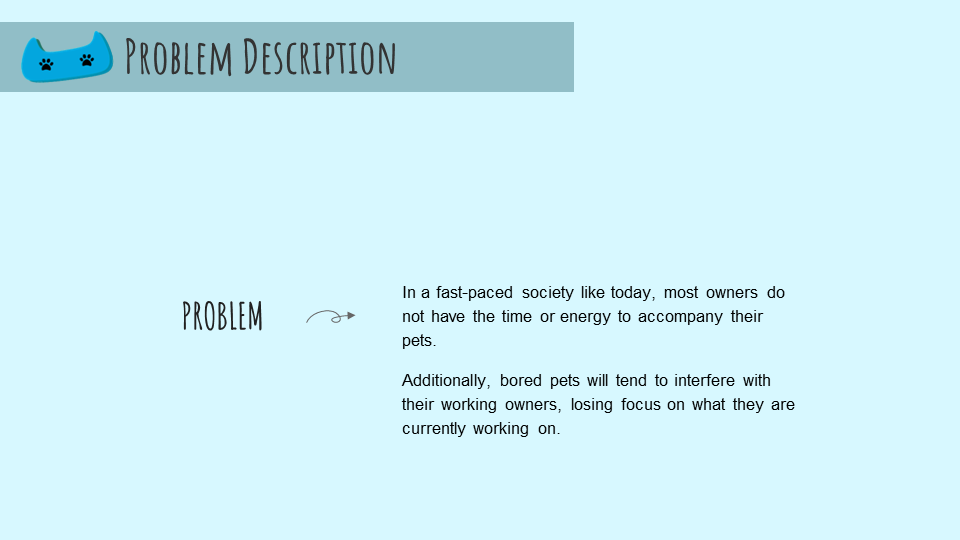 Problem Description
PROBLEM
In a fast-paced society like today, most owners do
not have the time or energy to accompany their
pets.
Additionally, bored pets will tend to interfere with
their working owners, losing focus on what they are
currently working on.